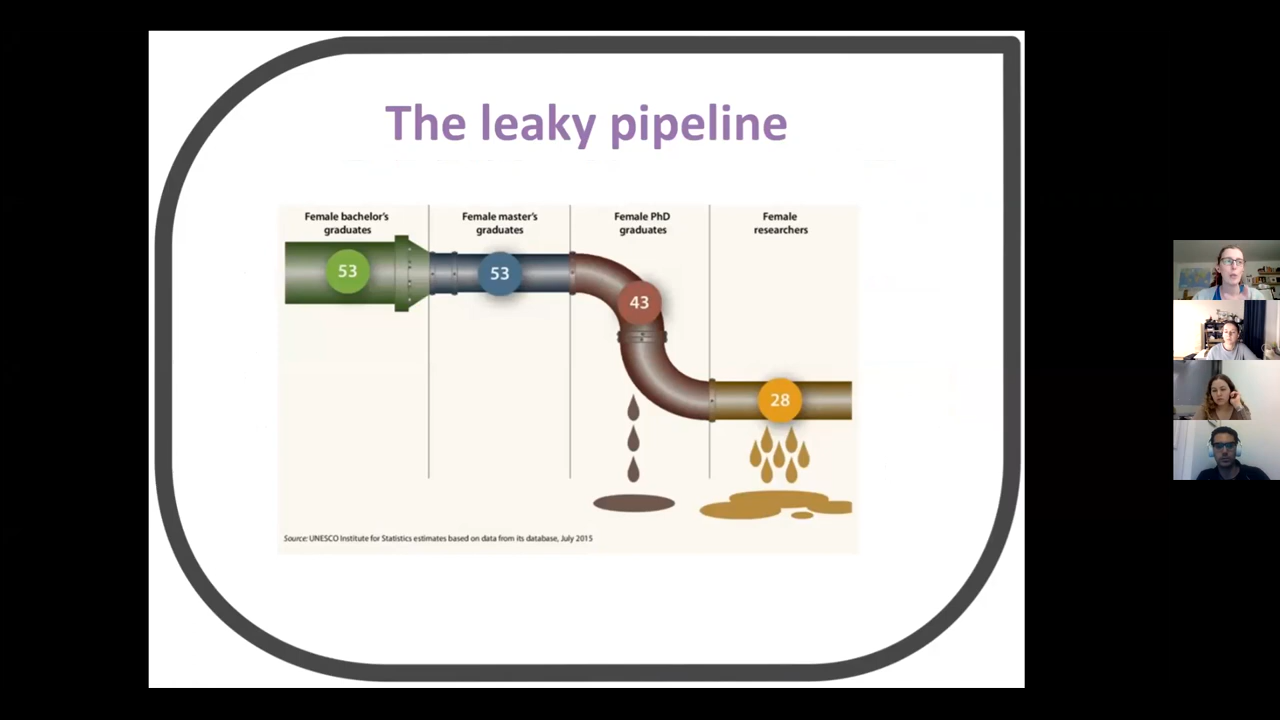 The leaky pipeline
Female bachelor's
graduates
Female master's
graduates
Female PhD
graduates
Female
researchers
53
53
43
28
Source: UNESCO Institute for Statistics estimates based on data from its database, July 2015